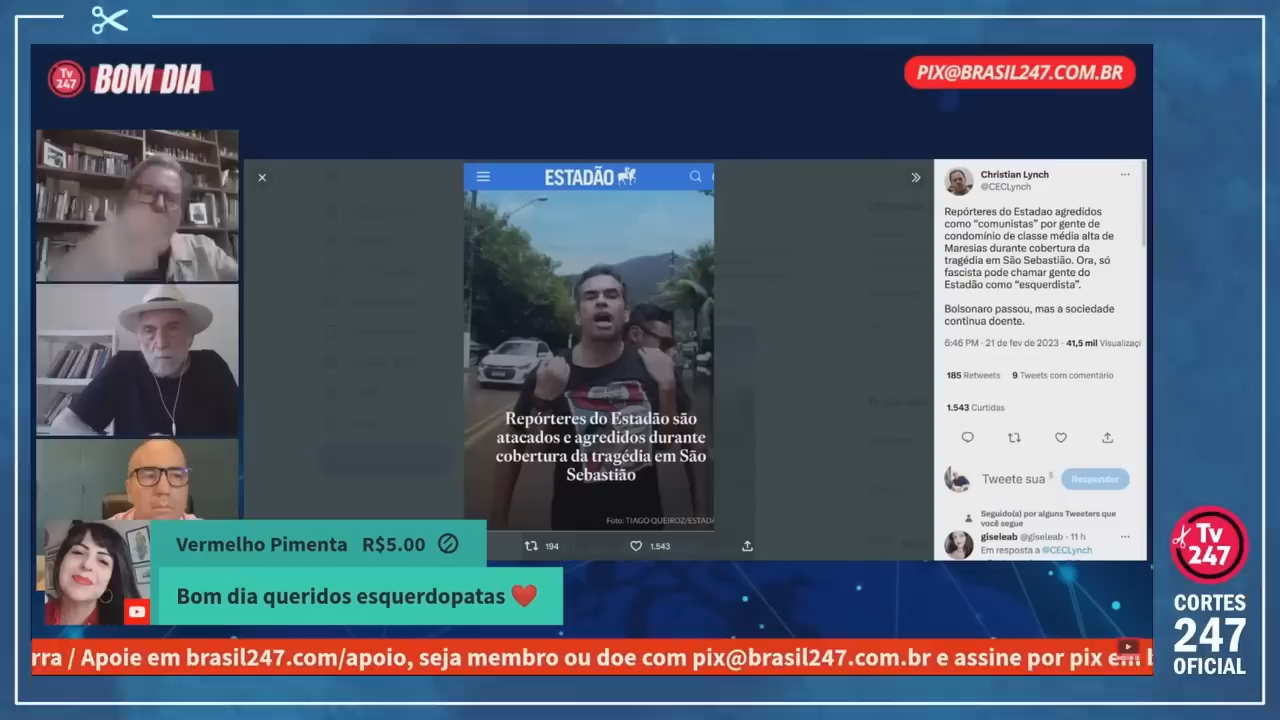 Tv
247
BOM DIA
PIX@BRASIL247.COM.BR
ESTADÃO
Repórteres do Estadão são
atacados e agredidos durante
cobertura da tragédia em São
Sebastião
Foto: TIAGO QUEIROZ/ESTADÃ
194
1.543
Christian Lynch
@CECLynch
Repórteres do Estadao agredidos
como “comunistas” por gente de
condomínio de classe média alta de
Maresias durante cobertura da
tragédia em São Sebastião. Ora, só
fascista pode chamar gente do
Estadão como “esquerdista”.
Bolsonaro passou, mas a sociedade
continua doente.
6:46 PM · 21 de fev de 2023 · 41,5 mil Visualizaçi
185 Retweets 9 Tweets com comentário
1.543 Curtidas
Tweete sua
Responder
Seguido(a) por alguns Tweeters que
você segue
giseleab @giseleab · 11 h
Em resposta a @CECLynch
Vermelho Pimenta R$5.00
Bom dia queridos esquerdopatas ❤️
rra / Apoie em brasil247.com/apoio, seja membro ou doe com pix@brasil247.com.br e assine por pix em b
Tv
247
CORTES
247
OFICIAL